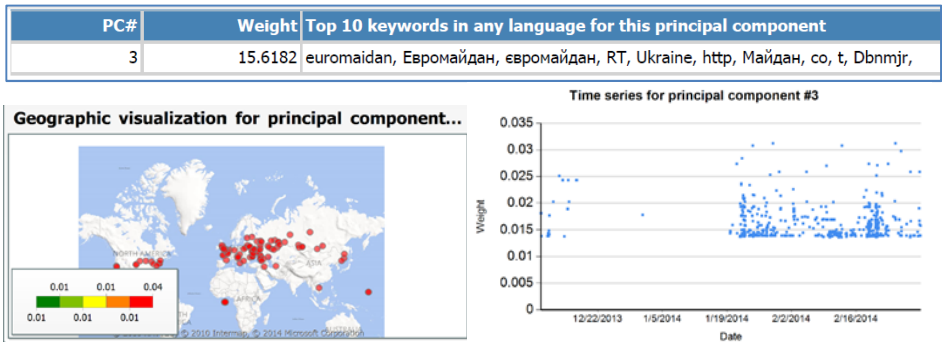 PC# Weight Top 10 keywords in any language for this principal component
3 15.6182 euromaidan, Евромайдан, євромайдан, RT, Ukraine, http, Майдан, co, t, Dbnmjr,
Geographic visualization for principal component...
NORTH AMERICA
ASIA
AFRICA
AUSTRALIA
0.01 0.01 0.04
0.01 0.01 0.01
© 2010 Intermap, © 2014 Microsoft Corporation
Time series for principal component #3
Weight
0.035
0.03
0.025
0.02
0.015
0.01
0.005
0
12/22/2013 1/5/2014 1/19/2014 2/2/2014 2/16/2014
Date